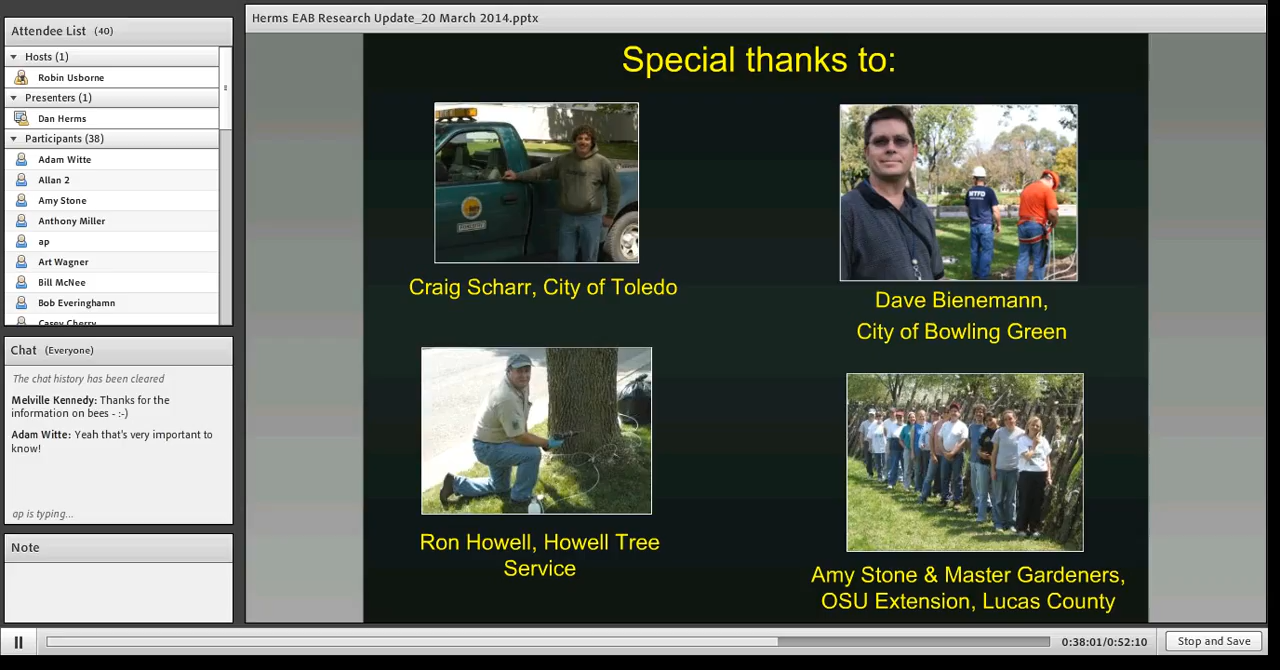 Herms EAB Research Update_20 March 2014.pptx
Attendee List (40)
Hosts (1)
Robin Usborne
Presenters (1)
Dan Herms
Participants (38)
Adam Witte
Allan 2
Amy Stone
Anthony Miller
ap
Art Wagner
Bill McNee
Bob Everinghamn
Casey Cherry
Chat (Everyone)
The chat history has been cleared
Melville Kennedy: Thanks for the
information on bees - :-)
Adam Witte: Yeah that's very important to
know!
ap is typing...
Note
Special thanks to:
Craig Scharr, City of Toledo
MTFD
Dave Bienemann,
City of Bowling Green
Ron Howell, Howell Tree
Service
Amy Stone & Master Gardeners,
OSU Extension, Lucas County
0:38:01/0:52:10
Stop and Save